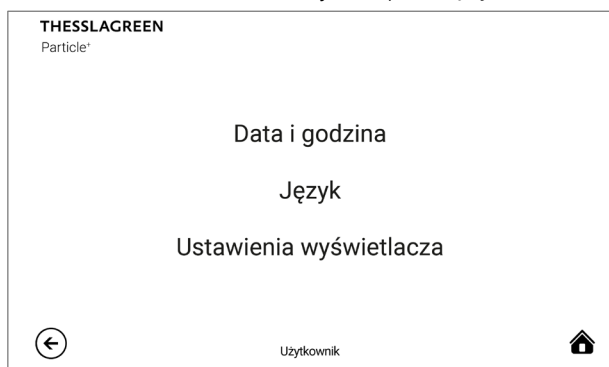 THESSLAGREEN
Particle⁺
Data i godzina
Język
Ustawienia wyświetlacza
Użytkownik